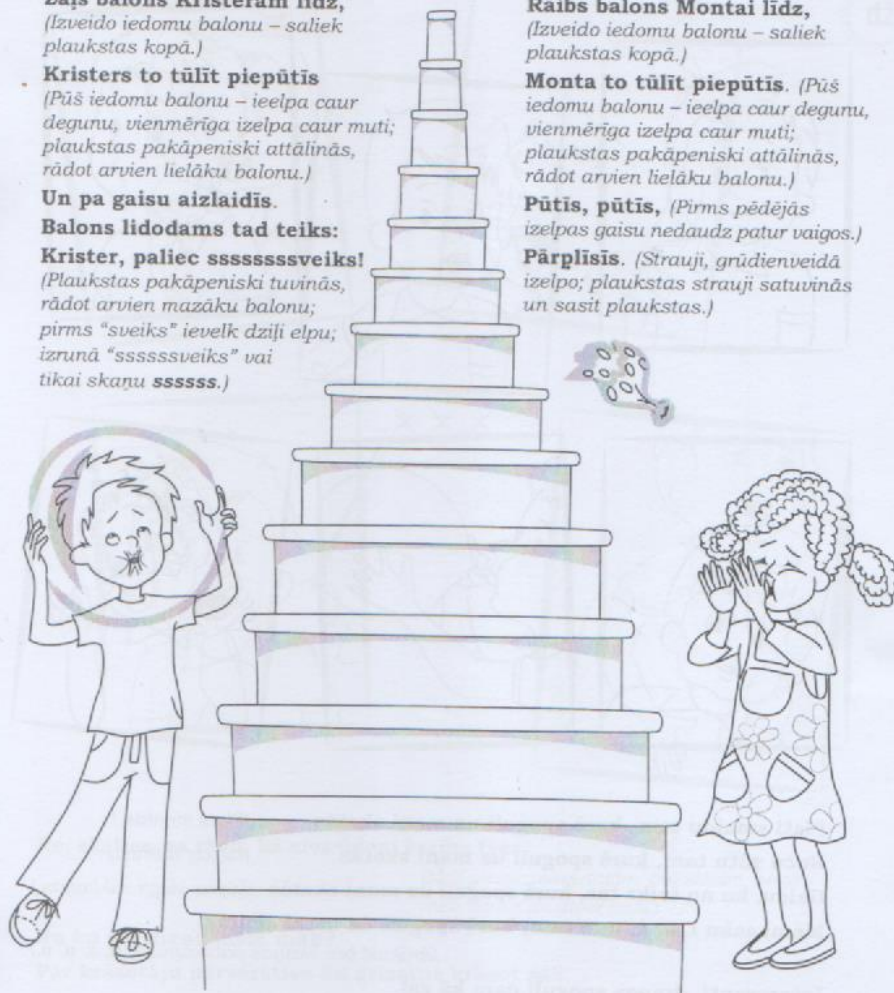 Zaļš balons Kristeram līdz,
(Izveido iedomu balonu – saliek
plaukstas kopā.)
Kristers to tūlīt piepūtīs
(Pūš iedomu balonu – ieelpa caur
degunu, vienmērīga izelpa caur muti;
plaukstas pakāpeniski attālinās,
rādot arvien lielāku balonu.)
Un pa gaisu aizlaidīs.
Balons lidodams tad teiks:
Krister, paliec sssssssssveiks!
(Plaukstas pakāpeniski tuvinās,
rādot arvien mazāku balonu;
pirms "sveiks" ievelk dziļi elpu;
izrunā "sssssssveiks" vai
tikai skaņu ssssss.)
Raibs balons Montai līdz,
(Izveido iedomu balonu – saliek
plaukstas kopā.)
Monta to tūlīt piepūtīs. (Pūš
iedomu balonu – ieelpa caur degunu,
vienmērīga izelpa caur muti;
plaukstas pakāpeniski attālinās,
rādot arvien lielāku balonu.)
Pūtīs, pūtīs, (Pirms pēdējās
izelpas gaisu nedaudz patur vaigos.)
Pārplīsīs. (Strauji, grūdienveidā
izelpo; plaukstas strauji satuvinās
un sasit plaukstas.)